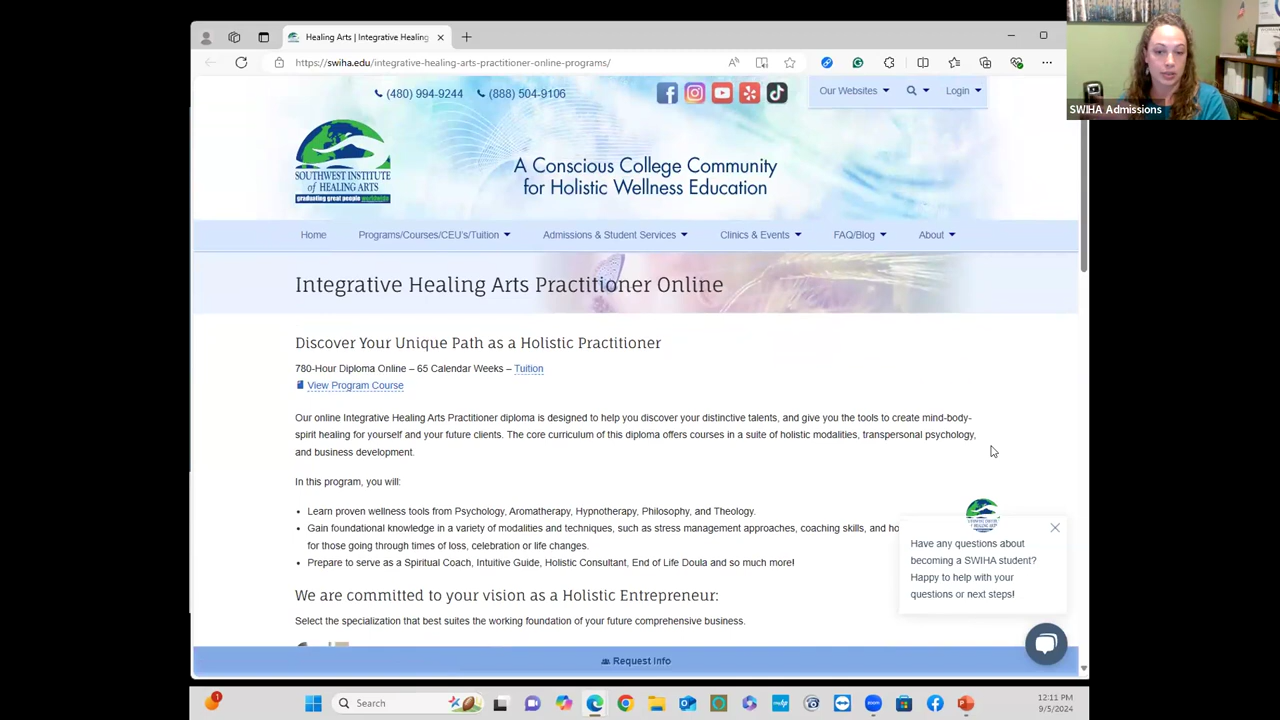 Healing Arts | Integrative Healing
https://swiha.edu/integrative-healing-arts-practitioner-online-programs/
SWIHA Admissions
(480) 994-9244 (888) 504-9106
Our Websites
Login
SOUTHWEST INSTITUTE
of HEALING ARTS
graduating great people worldwide
A Conscious College Community
for Holistic Wellness Education
Home Programs/Courses/CEU's/Tuition Admissions & Student Services Clinics & Events FAQ/Blog About
Integrative Healing Arts Practitioner Online
Discover Your Unique Path as a Holistic Practitioner
780-Hour Diploma Online – 65 Calendar Weeks – Tuition
View Program Course
Our online Integrative Healing Arts Practitioner diploma is designed to help you discover your distinctive talents, and give you the tools to create mind-body-
spirit healing for yourself and your future clients. The core curriculum of this diploma offers courses in a suite of holistic modalities, transpersonal psychology,
and business development.
In this program, you will:
Learn proven wellness tools from Psychology, Aromatherapy, Hypnotherapy, Philosophy, and Theology.
Gain foundational knowledge in a variety of modalities and techniques, such as stress management approaches, coaching skills, and ho
for those going through times of loss, celebration or life changes.
Prepare to serve as a Spiritual Coach, Intuitive Guide, Holistic Consultant, End of Life Doula and so much more!
We are committed to your vision as a Holistic Entrepreneur:
Select the specialization that best suites the working foundation of your future comprehensive business.
Have any questions about
becoming a SWIHA student?
Happy to help with your
questions or next steps!
Request Info
1
Search
zoom
12:11 PM
9/5/2024